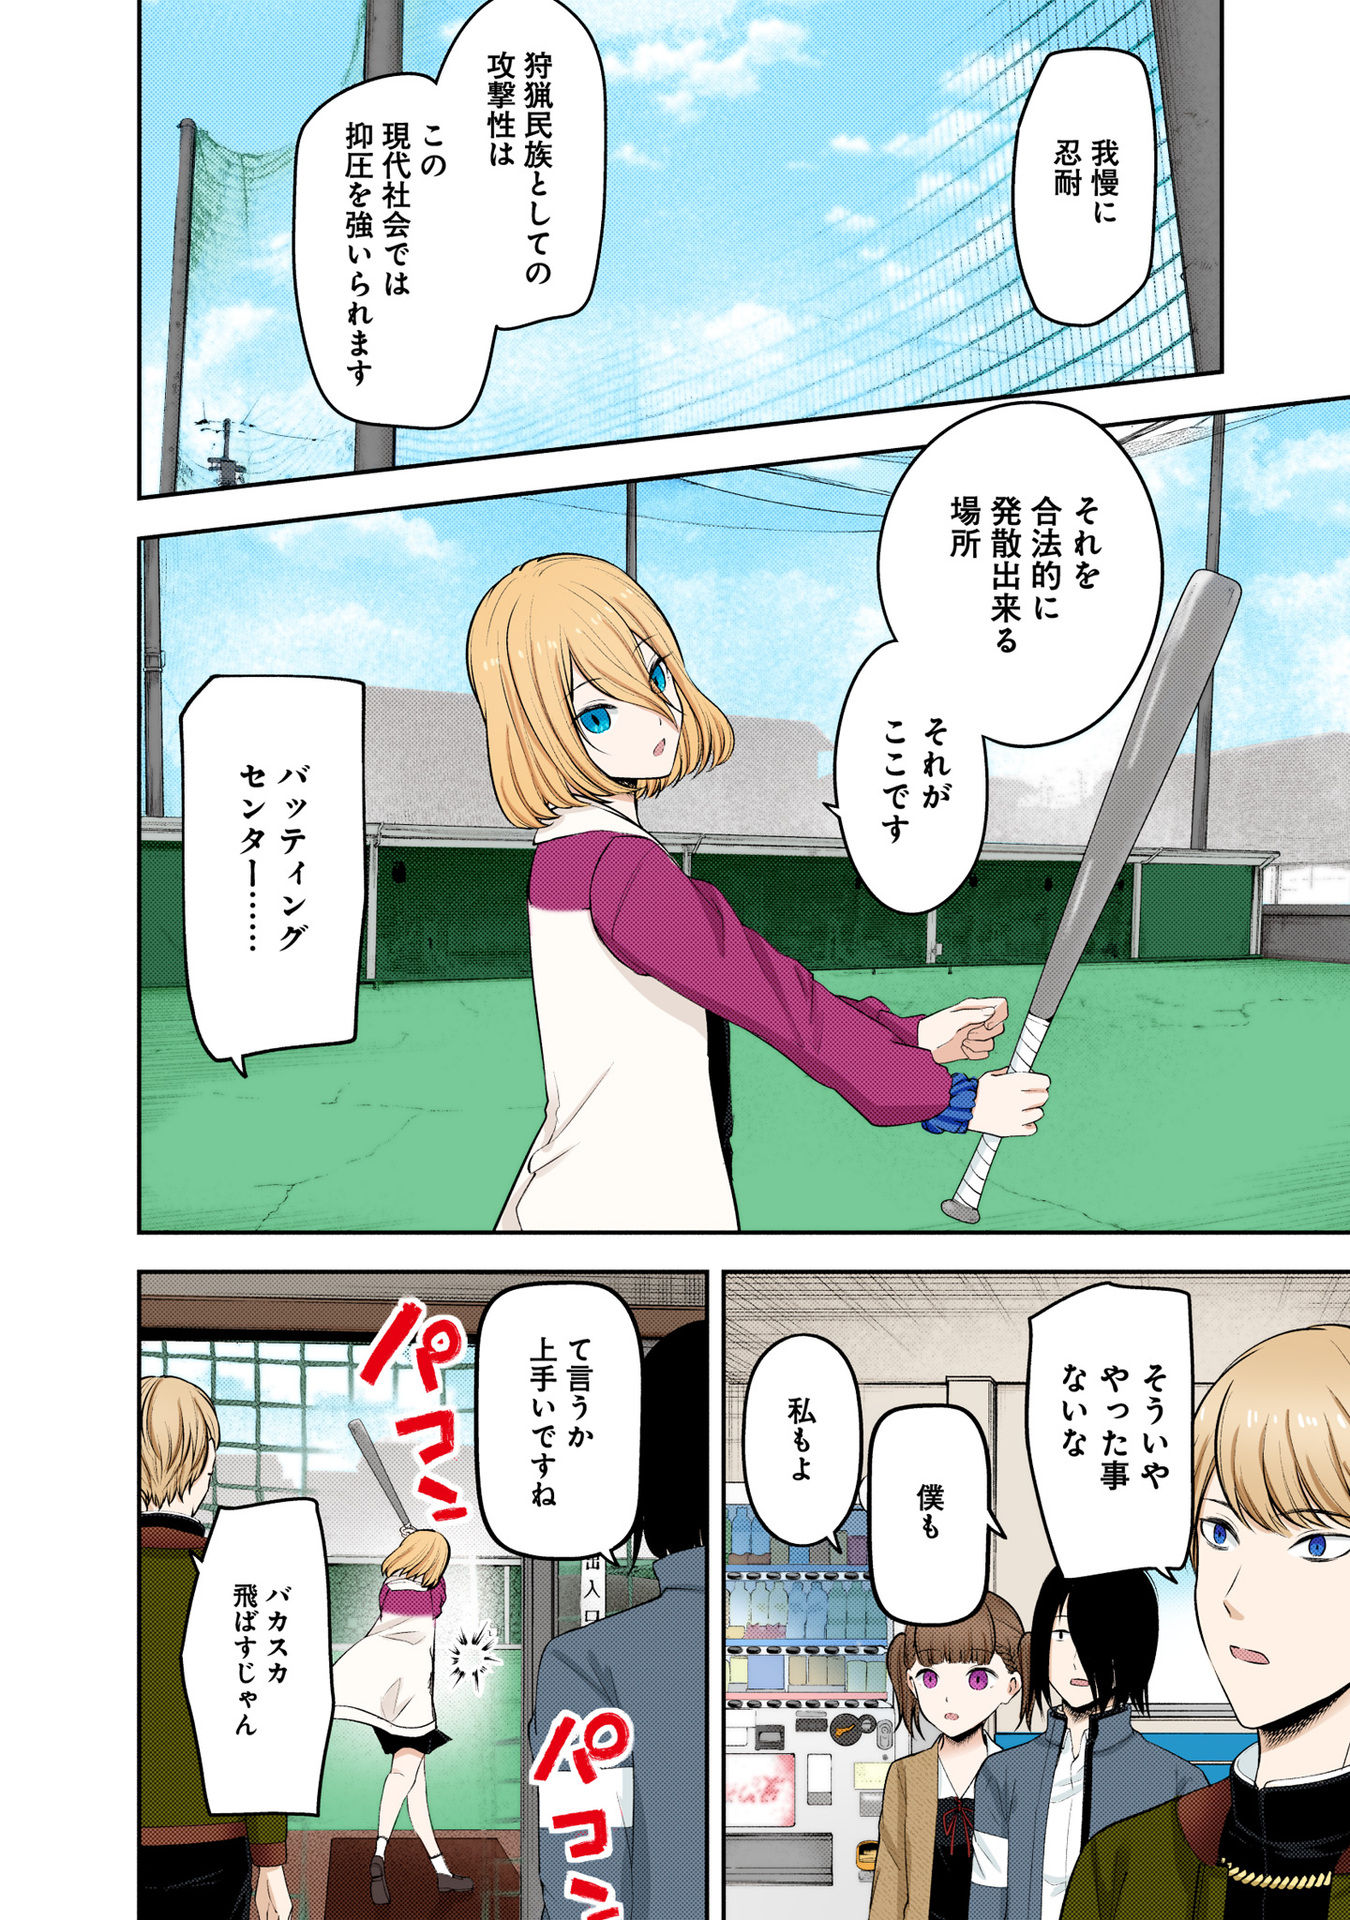 我慢に
忍耐
狩猟民族としての
攻撃性は
この
現代社会では
抑圧を強いられます
それを
合法的に
発散出来る
場所
それが
ここです
バッティング
センター……
そういや
やった事
ないな
僕も
私もよ
て言うか
上手いですね
パコン
出入口
バカスカ
飛ばすじゃん
パコン